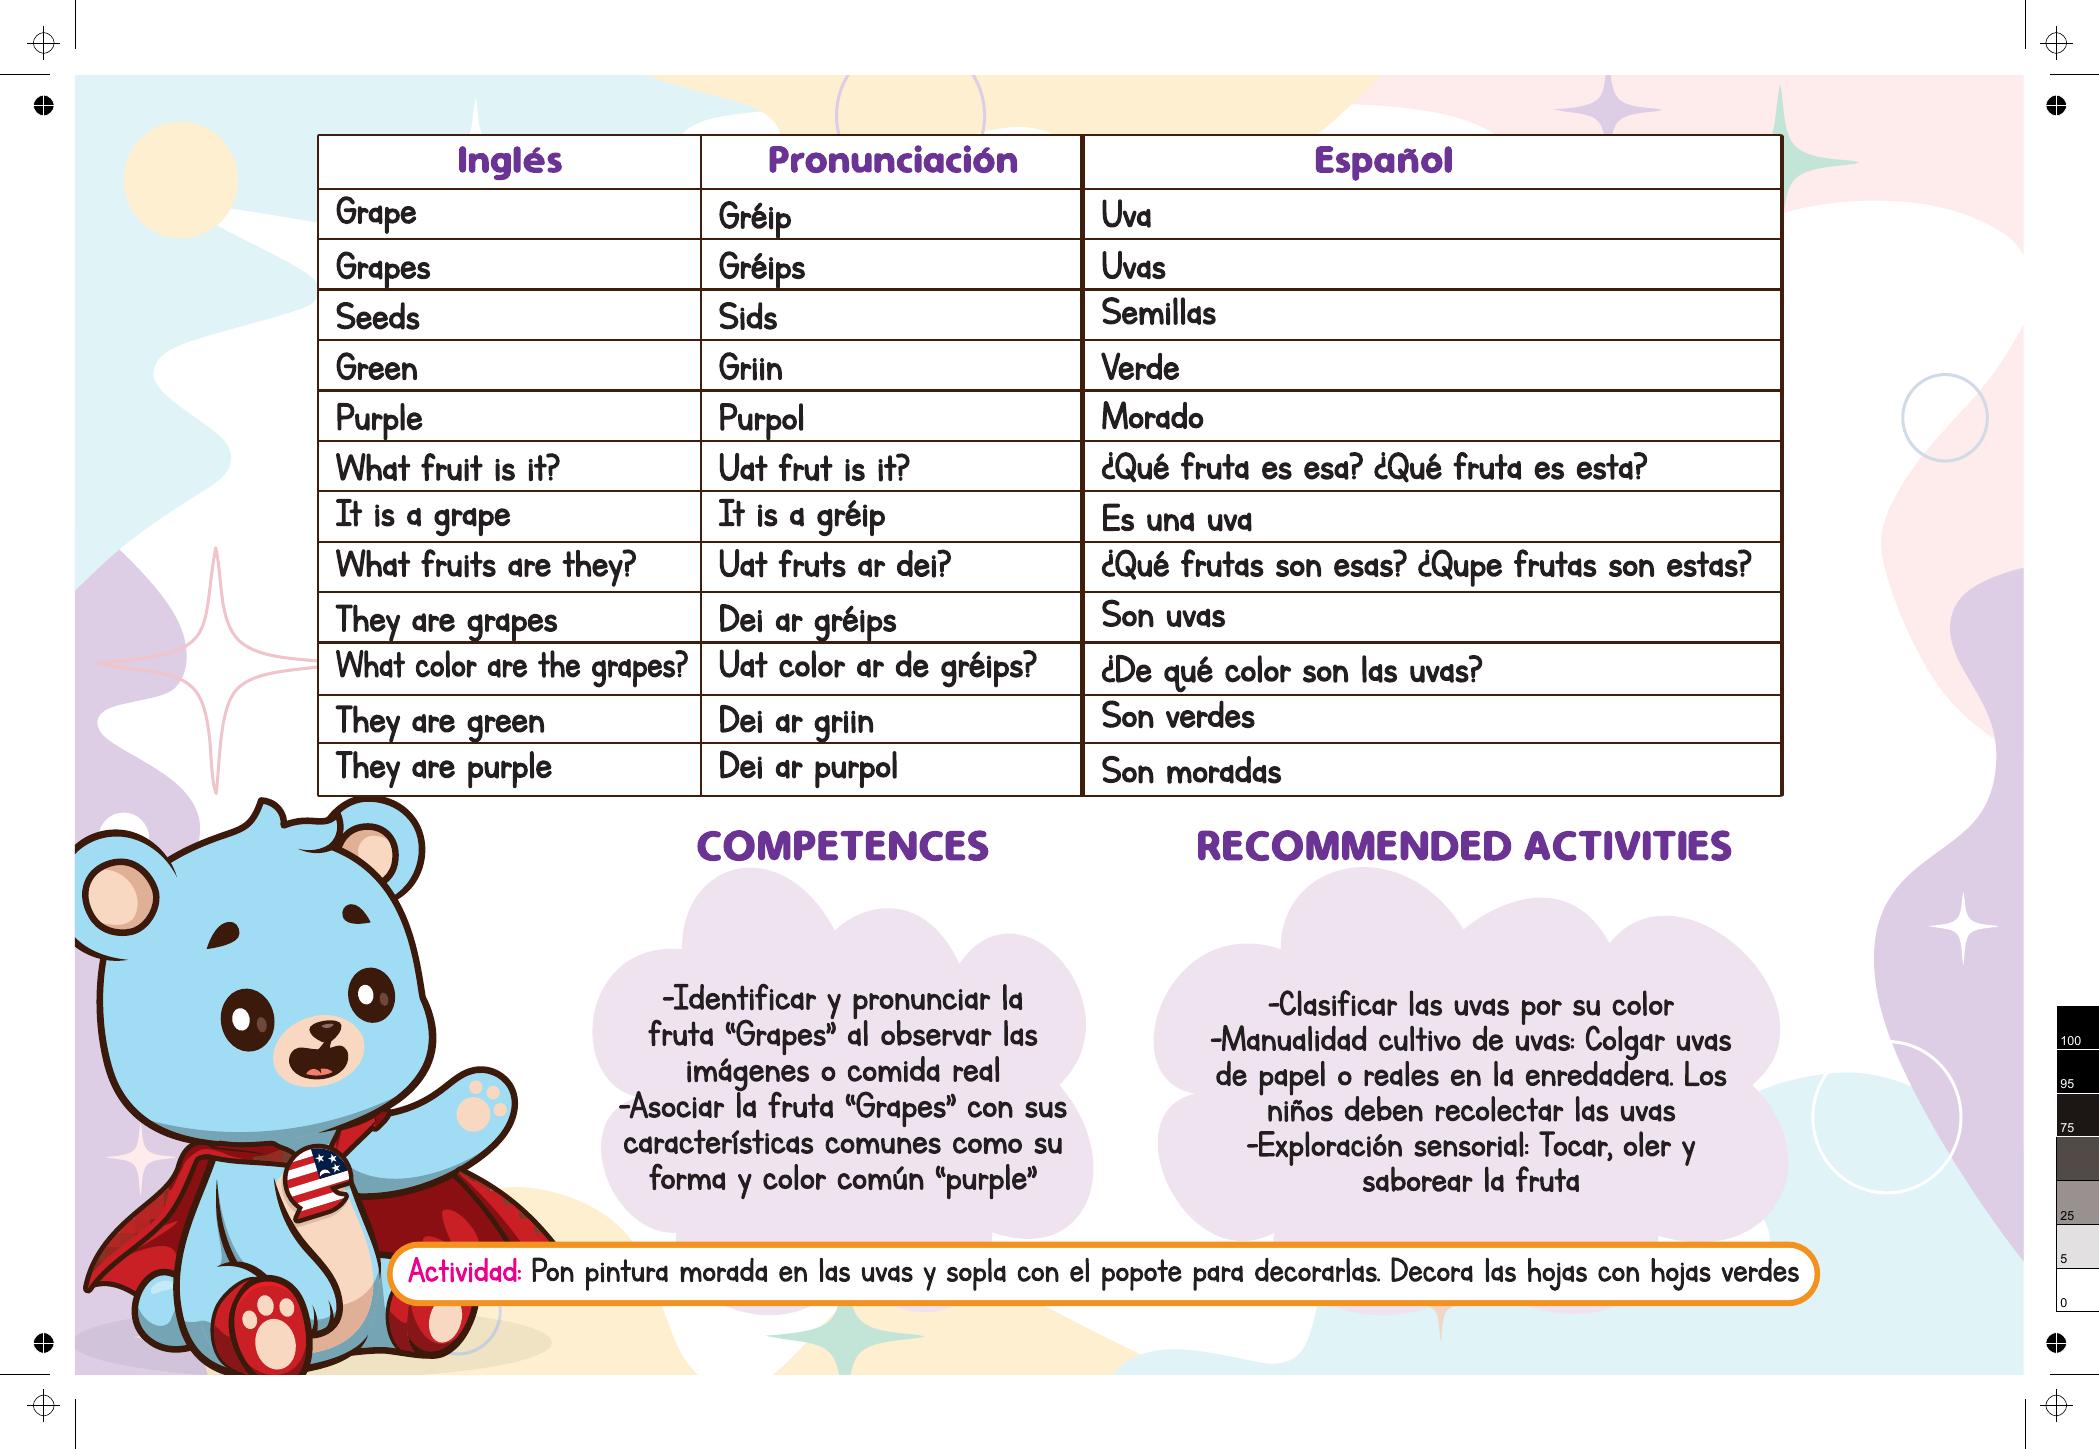 Inglés Pronunciación Español
Grape Gréip Uva
Grapes Gréips Uvas
Seeds Sids Semillas
Green Griin Verde
Purple Purpol Morado
What fruit is it? Uat frut is it? ¿Qué fruta es esa? ¿Qué fruta es esta?
It is a grape It is a gréip Es una uva
What fruits are they? Uat fruts ar dei? ¿Qué frutas son esas? ¿Qupe frutas son estas?
They are grapes Dei ar gréips Son uvas
What color are the grapes? Uat color ar de gréips? ¿De qué color son las uvas?
They are green Dei ar griin Son verdes
They are purple Dei ar purpol Son moradas
COMPETENCES
-Identificar y pronunciar la
fruta “Grapes” al observar las
imágenes o comida real
-Asociar la fruta “Grapes” con sus
características comunes como su
forma y color común “purple”
RECOMMENDED ACTIVITIES
-Clasificar las uvas por su color
-Manualidad cultivo de uvas: Colgar uvas
de papel o reales en la enredadera. Los
niños deben recolectar las uvas
-Exploración sensorial: Tocar, oler y
saborear la fruta
Actividad: Pon pintura morada en las uvas y sopla con el popote para decorarlas. Decora las hojas con hojas verdes
100
95
75
25
5
0